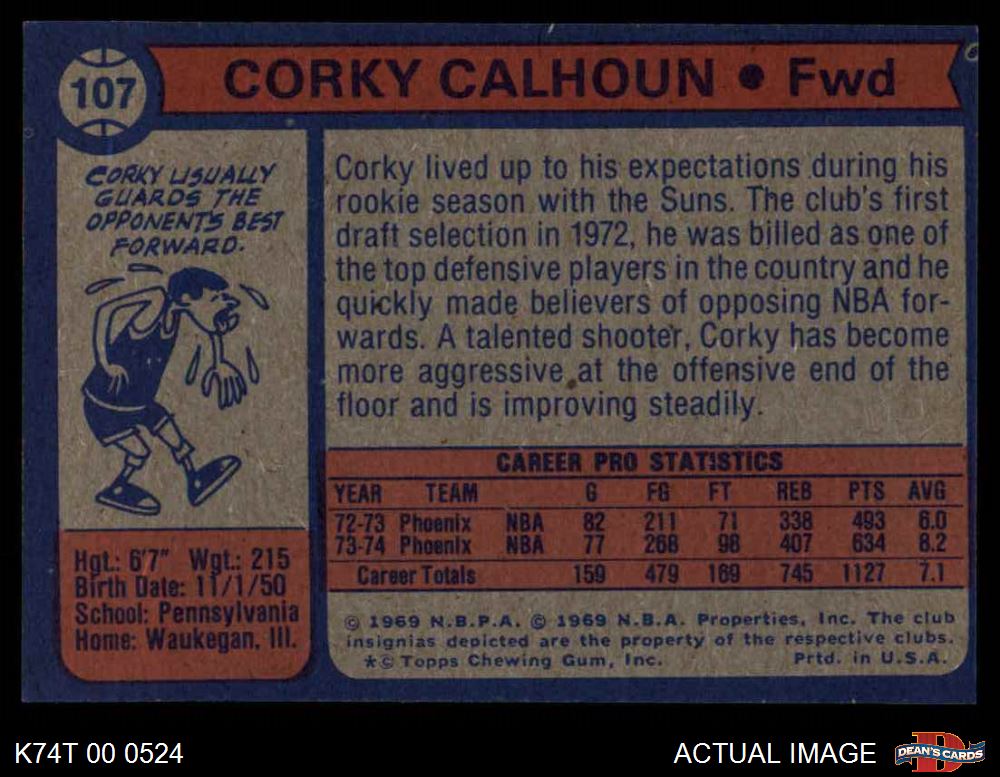 107
CORKY CALHOUN • Fwd
CORKY USUALLY
GUARDS THE
OPPONENT'S BEST
FORWARD.
Corky lived up to his expectations during his
rookie season with the Suns. The club's first
draft selection in 1972, he was billed as one of
the top defensive players in the country and he
quickly made believers of opposing NBA for-
wards. A talented shooter, Corky has become
more aggressive at the offensive end of the
floor and is improving steadily.
CAREER PRO STATISTICS
YEAR TEAM G FG FT REB PTS AVG
72-73 Phoenix NBA 82 211 71 338 493 6.0
73-74 Phoenix NBA 77 268 98 407 634 8.2
Career Totals 159 479 169 745 1127 7.1
Hgt.: 6'7" Wgt.: 215
Birth Date: 11/1/50
School: Pennsylvania
Home: Waukegan, Ill.
© 1969 N.B.P.A. © 1969 N.B.A. Properties, Inc. The club
insignias depicted are the property of the respective clubs.
*© Topps Chewing Gum, Inc. Prtd. in U.S.A.
K74T 00 0524
ACTUAL IMAGE
D
DEAN'S CARDS